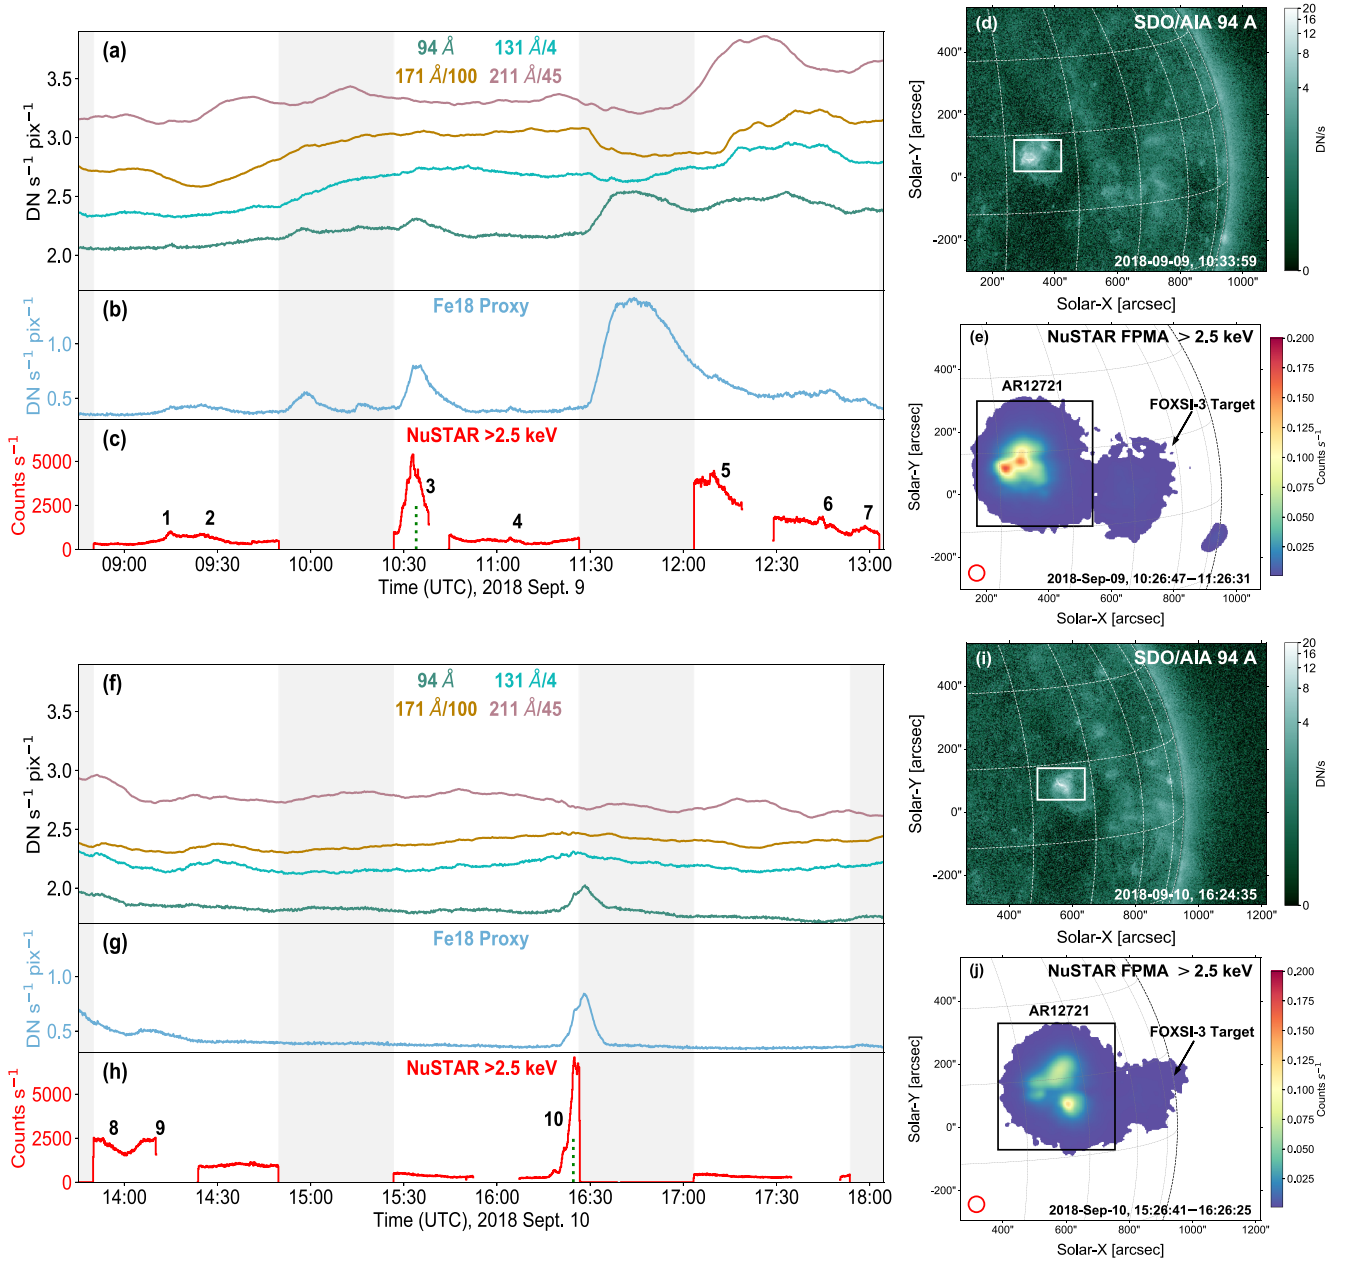 (a)
94 Å 131 Å/4
171 Å/100 211 Å/45
DN s⁻¹ pix⁻¹
3.5
3.0
2.5
2.0
(b)
Fe18 Proxy
DN s⁻¹ pix⁻¹
1.0
0.5
(c)
NuSTAR >2.5 keV
Counts s⁻¹
5000
2500
0
1 2 3 4 5 6 7
09:00 09:30 10:00 10:30 11:00 11:30 12:00 12:30 13:00
Time (UTC), 2018 Sept. 9
(d)
SDO/AIA 94 A
Solar-Y [arcsec]
400"
200"
0"
-200"
2018-09-09, 10:33:59
200" 400" 600" 800" 1000"
Solar-X [arcsec]
20
16
12
8
4
0
DN/s
(e)
NuSTAR FPMA > 2.5 keV
AR12721
FOXSI-3 Target
Solar-Y [arcsec]
400"
200"
0"
-200"
2018-Sep-09, 10:26:47−11:26:31
200" 400" 600" 800" 1000"
Solar-X [arcsec]
0.200
0.175
0.150
0.125
0.100
0.075
0.050
0.025
Counts s⁻¹
(f)
94 Å 131 Å/4
171 Å/100 211 Å/45
DN s⁻¹ pix⁻¹
3.5
3.0
2.5
2.0
(g)
Fe18 Proxy
DN s⁻¹ pix⁻¹
1.0
0.5
(h)
NuSTAR >2.5 keV
Counts s⁻¹
5000
2500
0
8 9 10
14:00 14:30 15:00 15:30 16:00 16:30 17:00 17:30 18:00
Time (UTC), 2018 Sept. 10
(i)
SDO/AIA 94 A
Solar-Y [arcsec]
400"
200"
0"
-200"
2018-09-10, 16:24:35
400" 600" 800" 1000" 1200"
Solar-X [arcsec]
20
16
12
8
4
0
DN/s
(j)
NuSTAR FPMA > 2.5 keV
AR12721
FOXSI-3 Target
Solar-Y [arcsec]
400"
200"
0"
-200"
2018-Sep-10, 15:26:41−16:26:25
400" 600" 800" 1000" 1200"
Solar-X [arcsec]
0.200
0.175
0.150
0.125
0.100
0.075
0.050
0.025
Counts s⁻¹